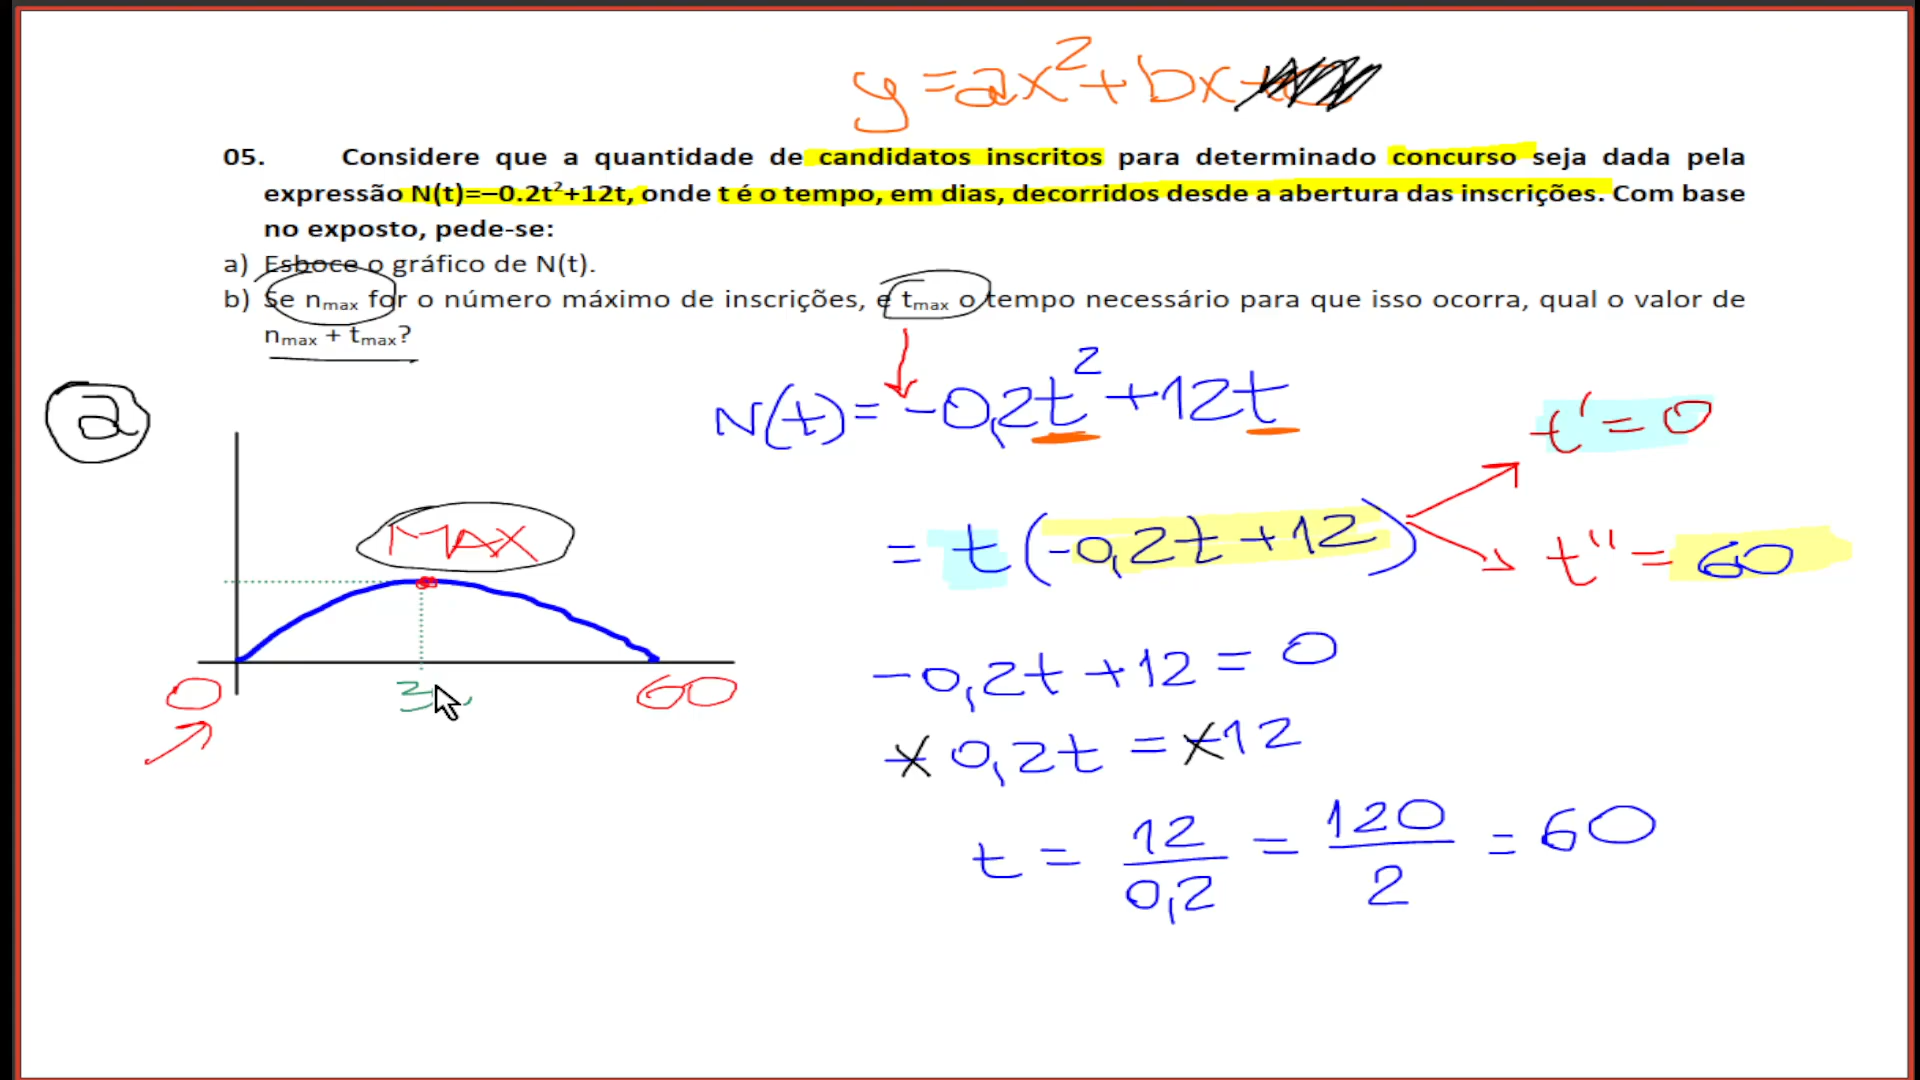 y=ax²+bx
05. Considere que a quantidade de candidatos inscritos para determinado concurso seja dada pela
expressão N(t)=−0.2t²+12t, onde t é o tempo, em dias, decorridos desde a abertura das inscrições. Com base
no exposto, pede-se:
a) Esboce o gráfico de N(t).
b) Se nmax for o número máximo de inscrições, e tmax o tempo necessário para que isso ocorra, qual o valor de
nmax + tmax?
a
N(t)= -0,2t²+12t
t'=0
= t(-0,2t+12)
t''=60
MAX
0
60
-0,2t+12=0
0,2t=12
t = 12/0,2 = 120/2 = 60